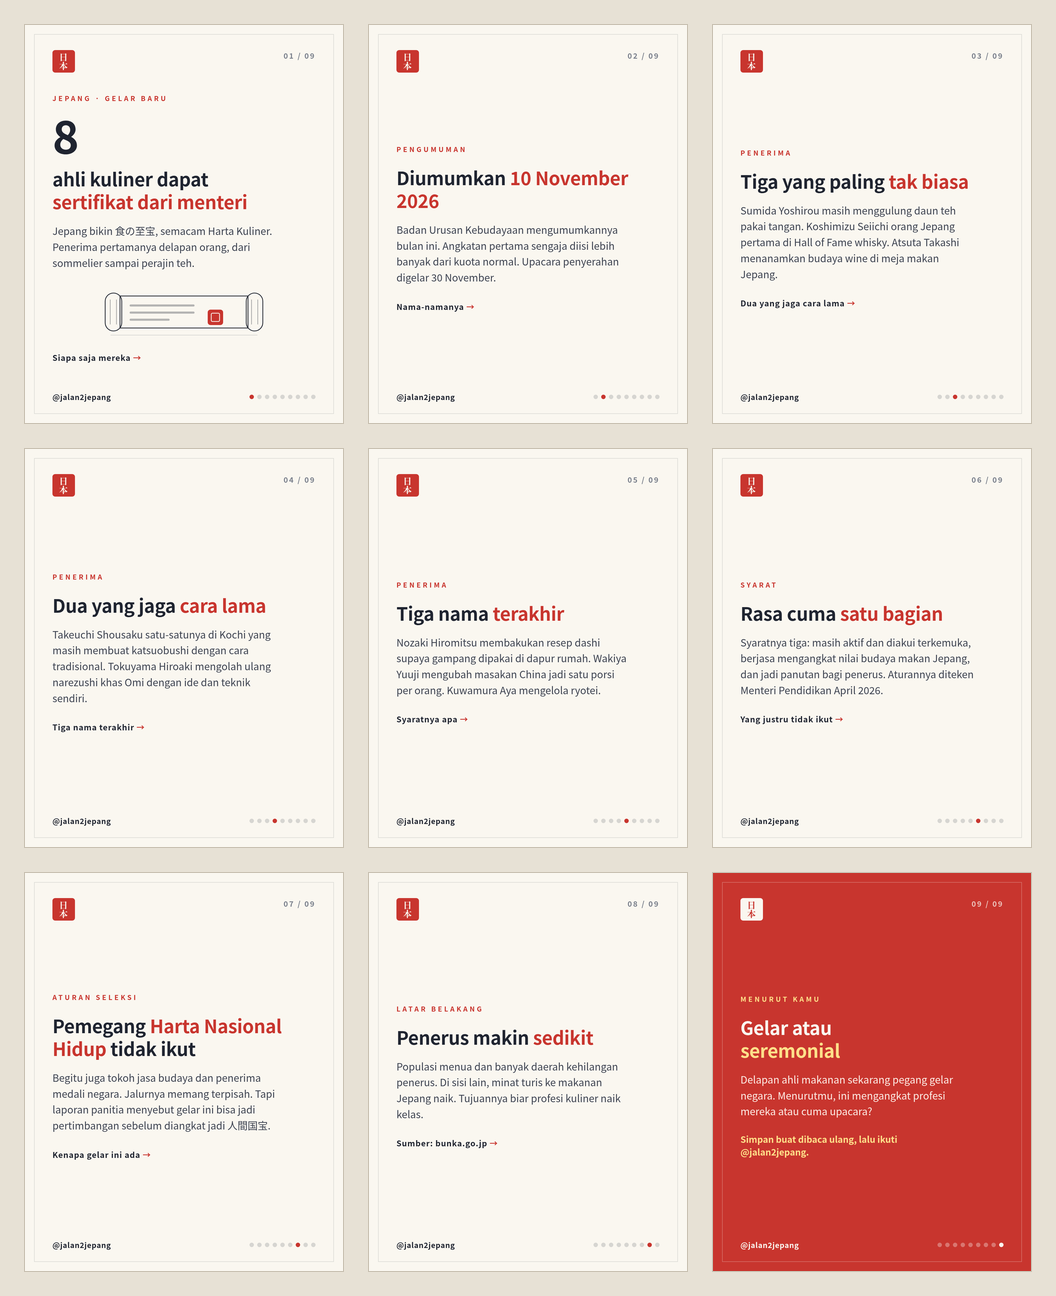 日本
01 / 09
JEPANG · GELAR BARU
8
ahli kuliner dapat
sertifikat dari menteri
Jepang bikin 食の至宝, semacam Harta Kuliner.
Penerima pertamanya delapan orang, dari
sommelier sampai perajin teh.
Siapa saja mereka →
@jalan2jepang
日本
02 / 09
PENGUMUMAN
Diumumkan 10 November
2026
Badan Urusan Kebudayaan mengumumkannya
bulan ini. Angkatan pertama sengaja diisi lebih
banyak dari kuota normal. Upacara penyerahan
digelar 30 November.
Nama-namanya →
@jalan2jepang
日本
03 / 09
PENERIMA
Tiga yang paling tak biasa
Sumida Yoshirou masih menggulung daun teh
pakai tangan. Koshimizu Seiichi orang Jepang
pertama di Hall of Fame whisky. Atsuta Takashi
menanamkan budaya wine di meja makan
Jepang.
Dua yang jaga cara lama →
@jalan2jepang
日本
04 / 09
PENERIMA
Dua yang jaga cara lama
Takeuchi Shousaku satu-satunya di Kochi yang
masih membuat katsuobushi dengan cara
tradisional. Tokuyama Hiroaki mengolah ulang
narezushi khas Omi dengan ide dan teknik
sendiri.
Tiga nama terakhir →
@jalan2jepang
日本
05 / 09
PENERIMA
Tiga nama terakhir
Nozaki Hiromitsu membakukan resep dashi
supaya gampang dipakai di dapur rumah. Wakiya
Yuuji mengubah masakan China jadi satu porsi
per orang. Kuwamura Aya mengelola ryotei.
Syaratnya apa →
@jalan2jepang
日本
06 / 09
SYARAT
Rasa cuma satu bagian
Syaratnya tiga: masih aktif dan diakui terkemuka,
berjasa mengangkat nilai budaya makan Jepang,
dan jadi panutan bagi penerus. Aturannya diteken
Menteri Pendidikan April 2026.
Yang justru tidak ikut →
@jalan2jepang
日本
07 / 09
ATURAN SELEKSI
Pemegang Harta Nasional
Hidup tidak ikut
Begitu juga tokoh jasa budaya dan penerima
medali negara. Jalurnya memang terpisah. Tapi
laporan panitia menyebut gelar ini bisa jadi
pertimbangan sebelum diangkat jadi 人間国宝.
Kenapa gelar ini ada →
@jalan2jepang
日本
08 / 09
LATAR BELAKANG
Penerus makin sedikit
Populasi menua dan banyak daerah kehilangan
penerus. Di sisi lain, minat turis ke makanan
Jepang naik. Tujuannya biar profesi kuliner naik
kelas.
Sumber: bunka.go.jp →
@jalan2jepang
日本
09 / 09
MENURUT KAMU
Gelar atau
seremonial
Delapan ahli makanan sekarang pegang gelar
negara. Menurutmu, ini mengangkat profesi
mereka atau cuma upacara?
Simpan buat dibaca ulang, lalu ikuti
@jalan2jepang.
@jalan2jepang